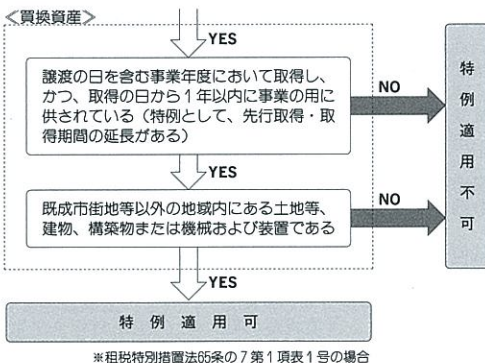 ＜買換資産＞
YES
譲渡の日を含む事業年度において取得し、
かつ、取得の日から1年以内に事業の用に
供されている（特例として、先行取得・取
得期間の延長がある）
NO
YES
既成市街地等以外の地域内にある土地等、
建物、構築物または機械および装置である
NO
YES
特例適用不可
特例適用可
※租税特別措置法65条の7第1項表1号の場合